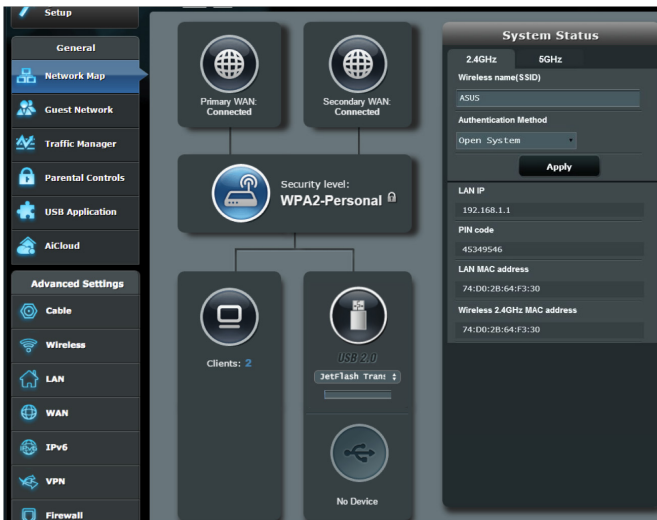 Setup
General
Network Map
Guest Network
Traffic Manager
Parental Controls
USB Application
AiCloud
Advanced Settings
Cable
Wireless
LAN
WAN
IPv6
VPN
Firewall
Primary WAN:
Connected
Secondary WAN:
Connected
Security level:
WPA2-Personal
Clients: 2
USB 2.0
JetFlash Trans
No Device
System Status
2.4GHz 5GHz
Wireless name(SSID)
ASUS
Authentication Method
Open System
Apply
LAN IP
192.168.1.1
PIN code
45349546
LAN MAC address
74:D0:2B:64:F3:30
Wireless 2.4GHz MAC address
74:D0:2B:64:F3:30